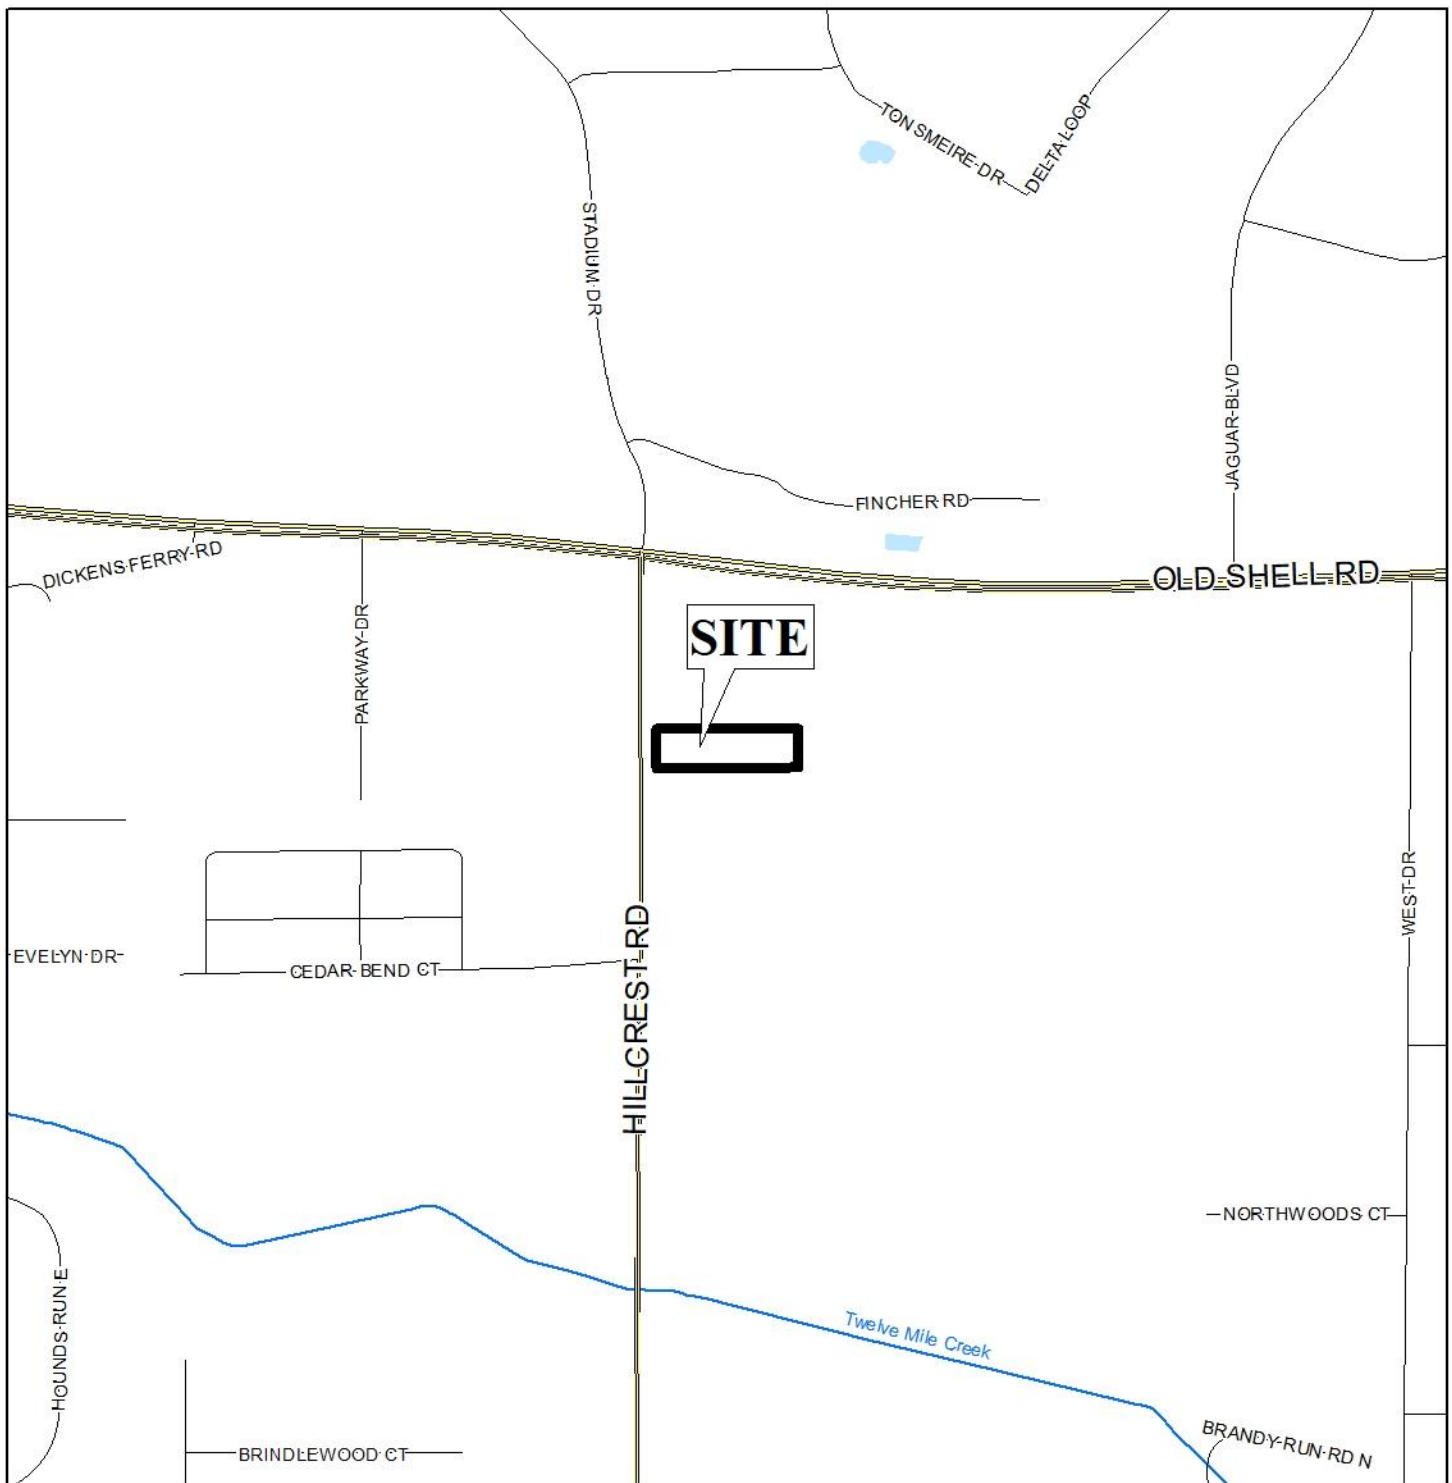 TONSMEIRE DR
DELTA LOOP
STADIUM DR
JAGUAR BLVD
FINCHER RD
DICKENS FERRY RD
OLD SHELL RD
PARKWAY DR
SITE
WEST DR
EVELYN DR
CEDAR BEND CT
HILLCREST RD
NORTHWOODS CT
HOUNDS RUN E
Twelve Mile Creek
BRINDLEWOOD CT
BRANDY RUN RD N